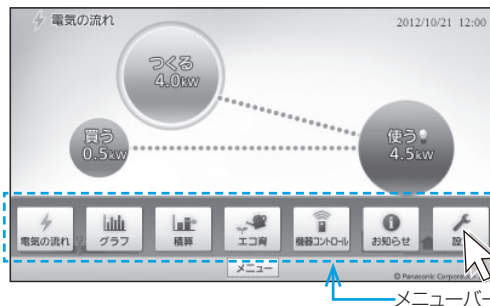 電気の流れ
2012/10/21 12:00
つくる
4.0kw
買う
0.5kw
使う
4.5kw
電気の流れ
グラフ
積算
エコ育
機器コントロール
お知らせ
設
メニュー
© Panasonic Corporat
メニューバー